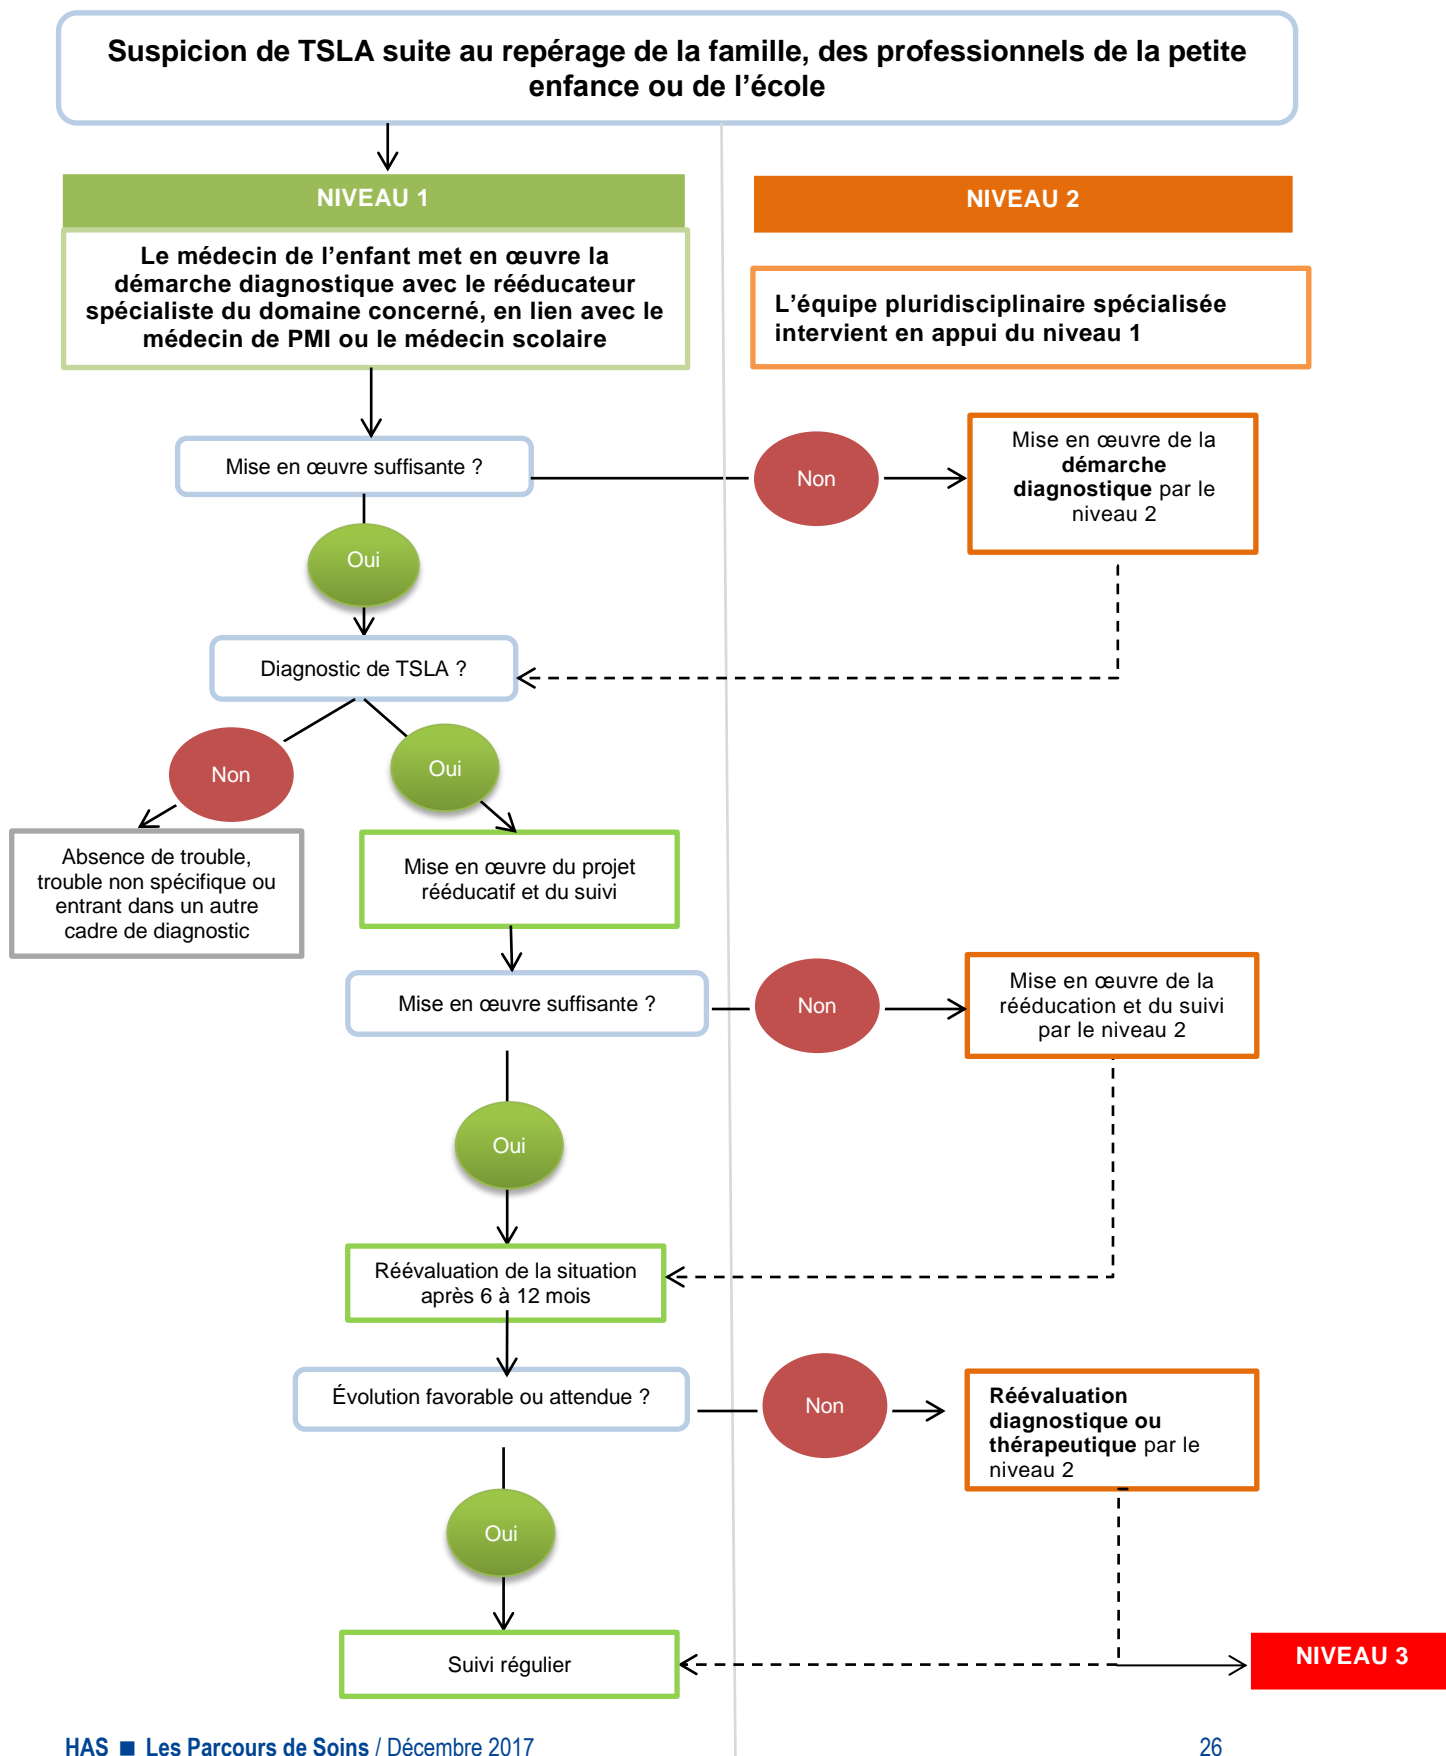 Suspicion de TSLA suite au repérage de la famille, des professionnels de la petite
enfance ou de l'école
NIVEAU 1
NIVEAU 2
Le médecin de l'enfant met en œuvre la
démarche diagnostique avec le rééducateur
spécialiste du domaine concerné, en lien avec le
médecin de PMI ou le médecin scolaire
L'équipe pluridisciplinaire spécialisée
intervient en appui du niveau 1
Mise en œuvre suffisante ?
Non
Mise en œuvre de la
démarche
diagnostique par le
niveau 2
Oui
Diagnostic de TSLA ?
Non
Oui
Absence de trouble,
trouble non spécifique ou
entrant dans un autre
cadre de diagnostic
Mise en œuvre du projet
rééducatif et du suivi
Mise en œuvre suffisante ?
Non
Mise en œuvre de la
rééducation et du suivi
par le niveau 2
Oui
Réévaluation de la situation
après 6 à 12 mois
Évolution favorable ou attendue ?
Non
Réévaluation
diagnostique ou
thérapeutique par le
niveau 2
Oui
Suivi régulier
NIVEAU 3
HAS ■ Les Parcours de Soins / Décembre 2017
26